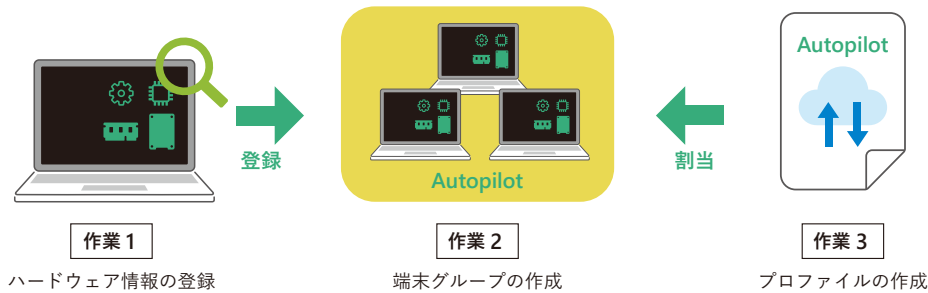 Autopilot
登録
割当
Autopilot
作業 1
作業 2
作業 3
ハードウェア情報の登録
端末グループの作成
プロファイルの作成